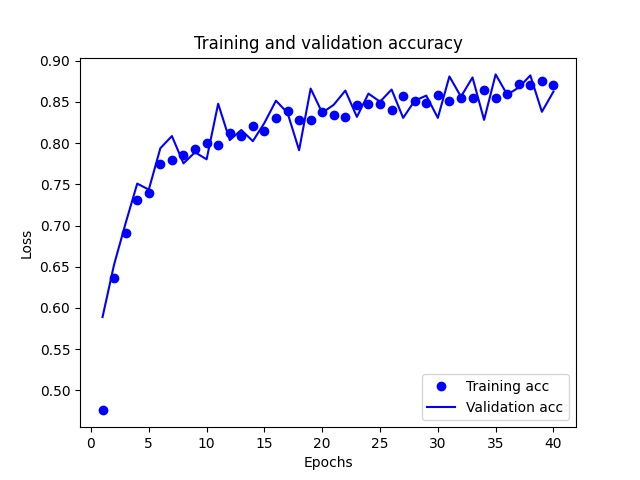 Training and validation accuracy
0.90
0.85
0.80
0.75
0.70
0.65
0.60
0.55
0.50
Loss
Training acc
Validation acc
0 5 10 15 20 25 30 35 40
Epochs